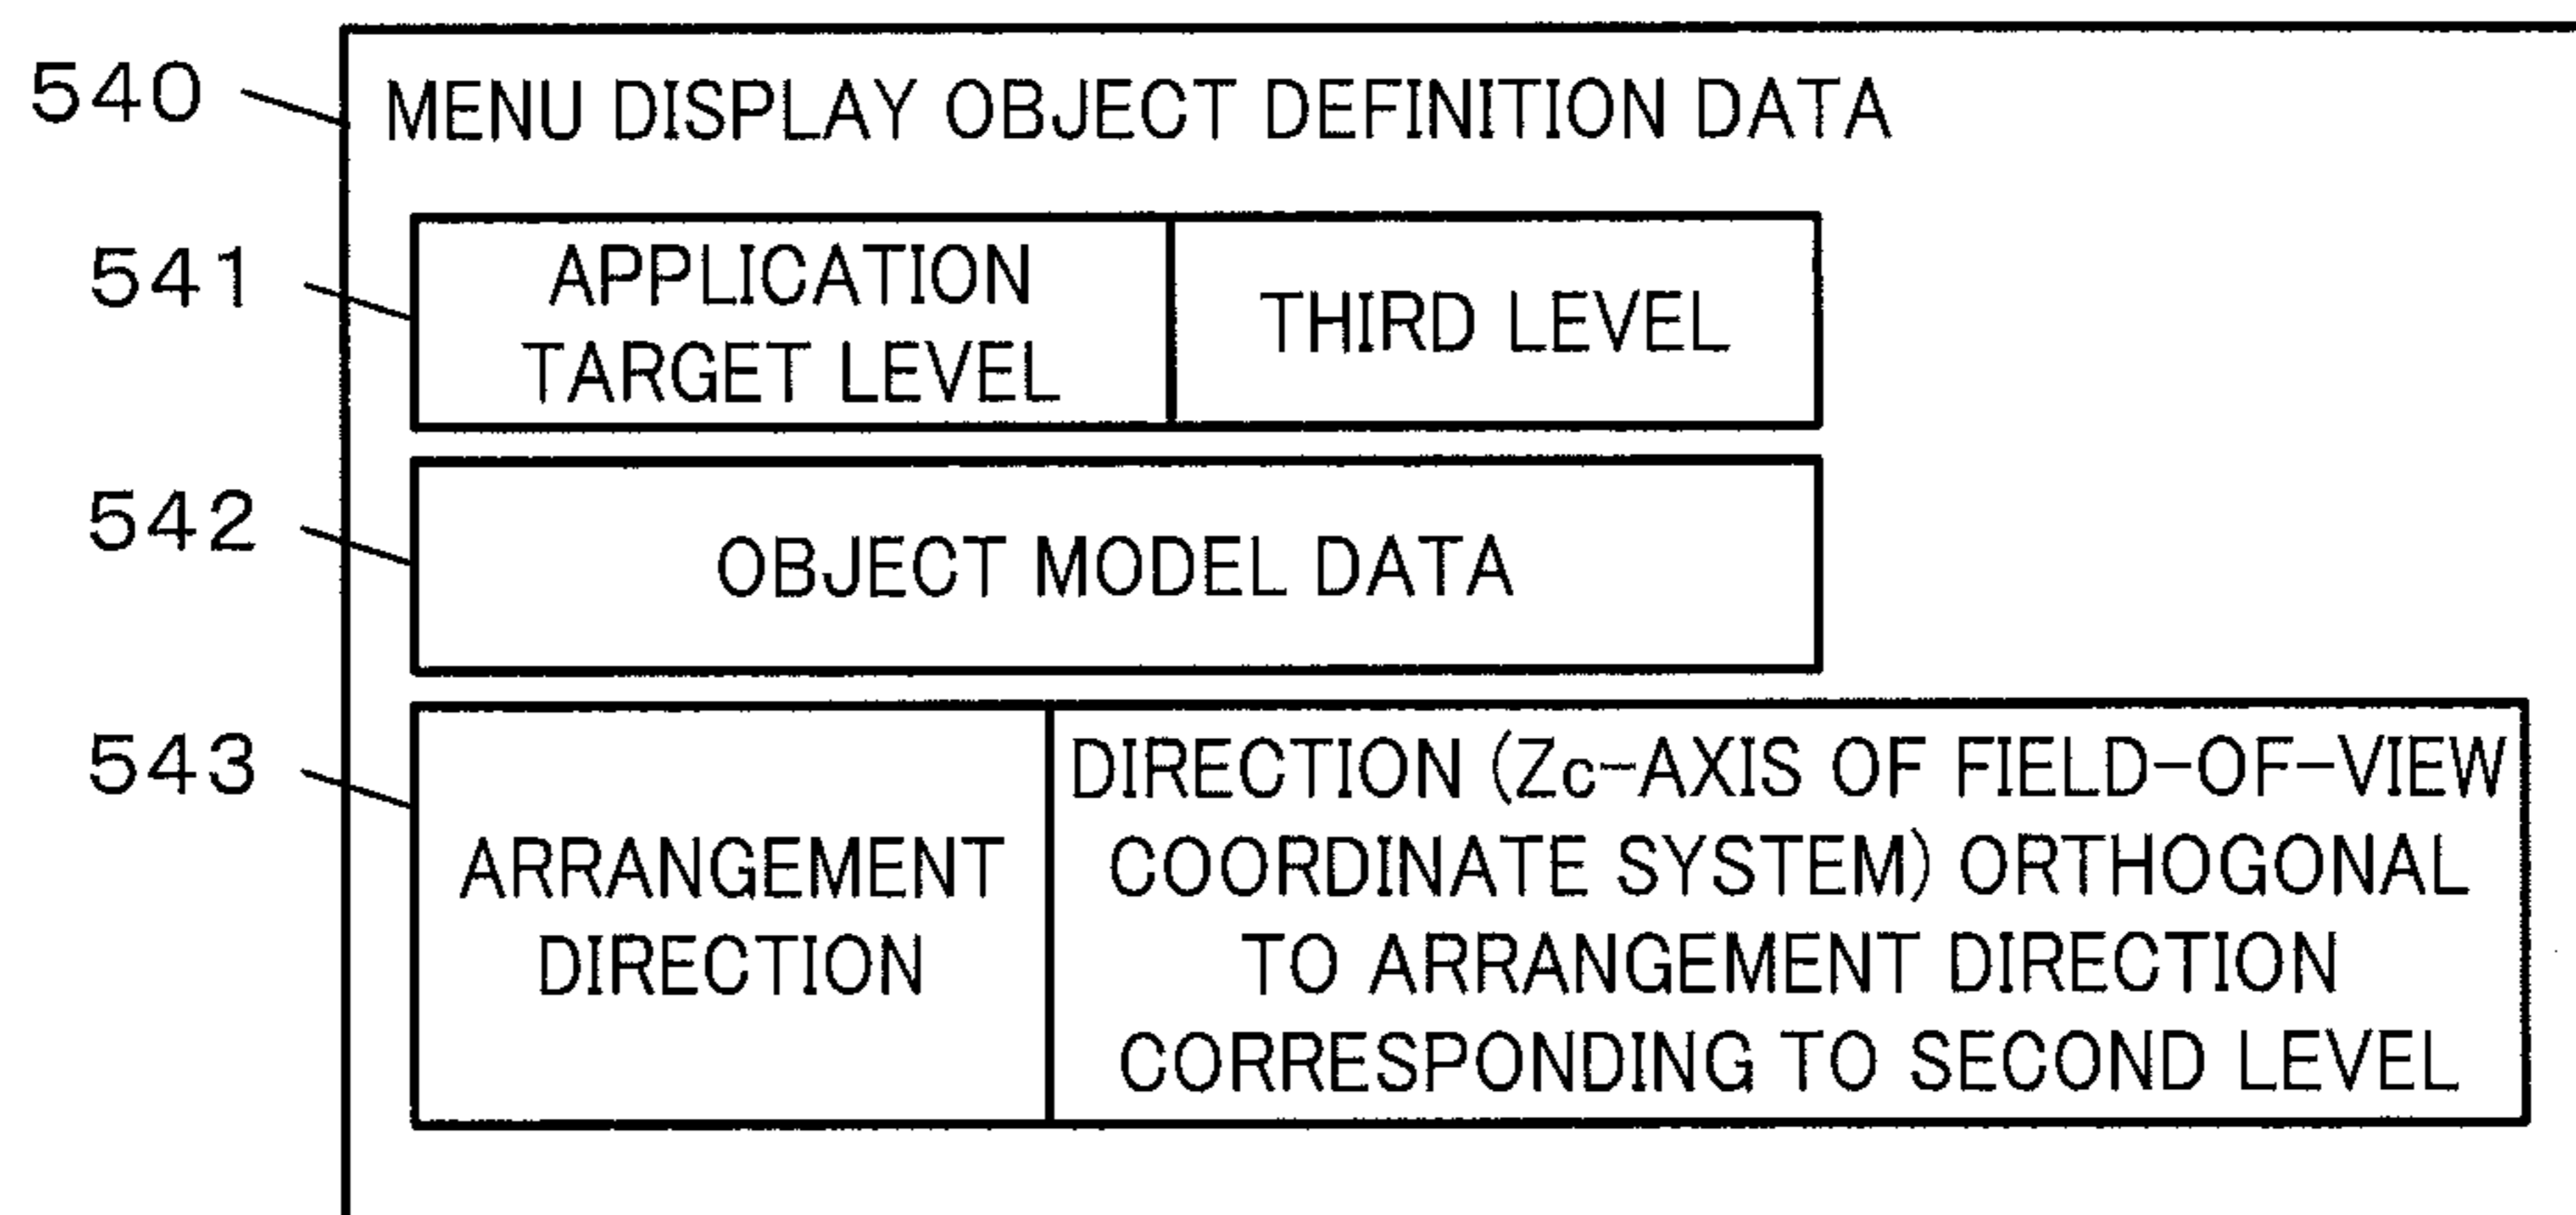 540 MENU DISPLAY OBJECT DEFINITION DATA
541
APPLICATION
TARGET LEVEL
THIRD LEVEL
542 OBJECT MODEL DATA
543
ARRANGEMENT
DIRECTION
DIRECTION (Zc-AXIS OF FIELD-OF-VIEW
COORDINATE SYSTEM) ORTHOGONAL
TO ARRANGEMENT DIRECTION
CORRESPONDING TO SECOND LEVEL